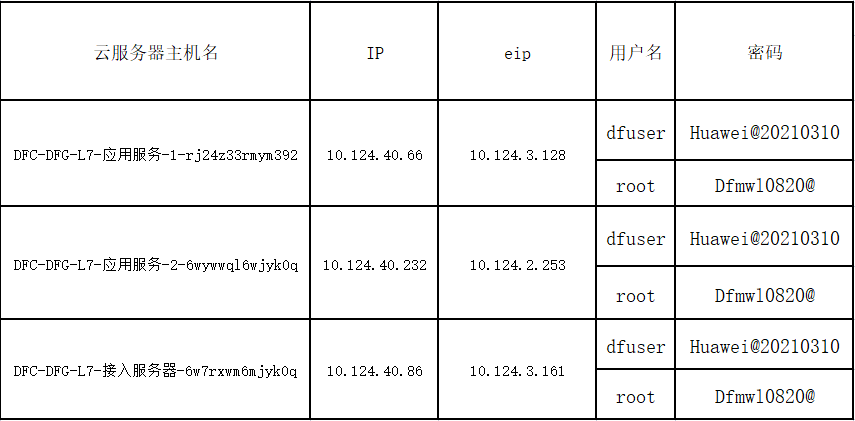 云服务器主机名 IP eip 用户名 密码
DFC-DFG-L7-应用服务-1-rj24z33rmym392 10.124.40.66 10.124.3.128 dfuser Huawei@20210310
root Dfmwl0820@
DFC-DFG-L7-应用服务-2-6wywwql6wjyk0q 10.124.40.232 10.124.2.253 dfuser Huawei@20210310
root Dfmwl0820@
DFC-DFG-L7-接入服务器-6w7rxwm6mjyk0q 10.124.40.86 10.124.3.161 dfuser Huawei@20210310
root Dfmwl0820@